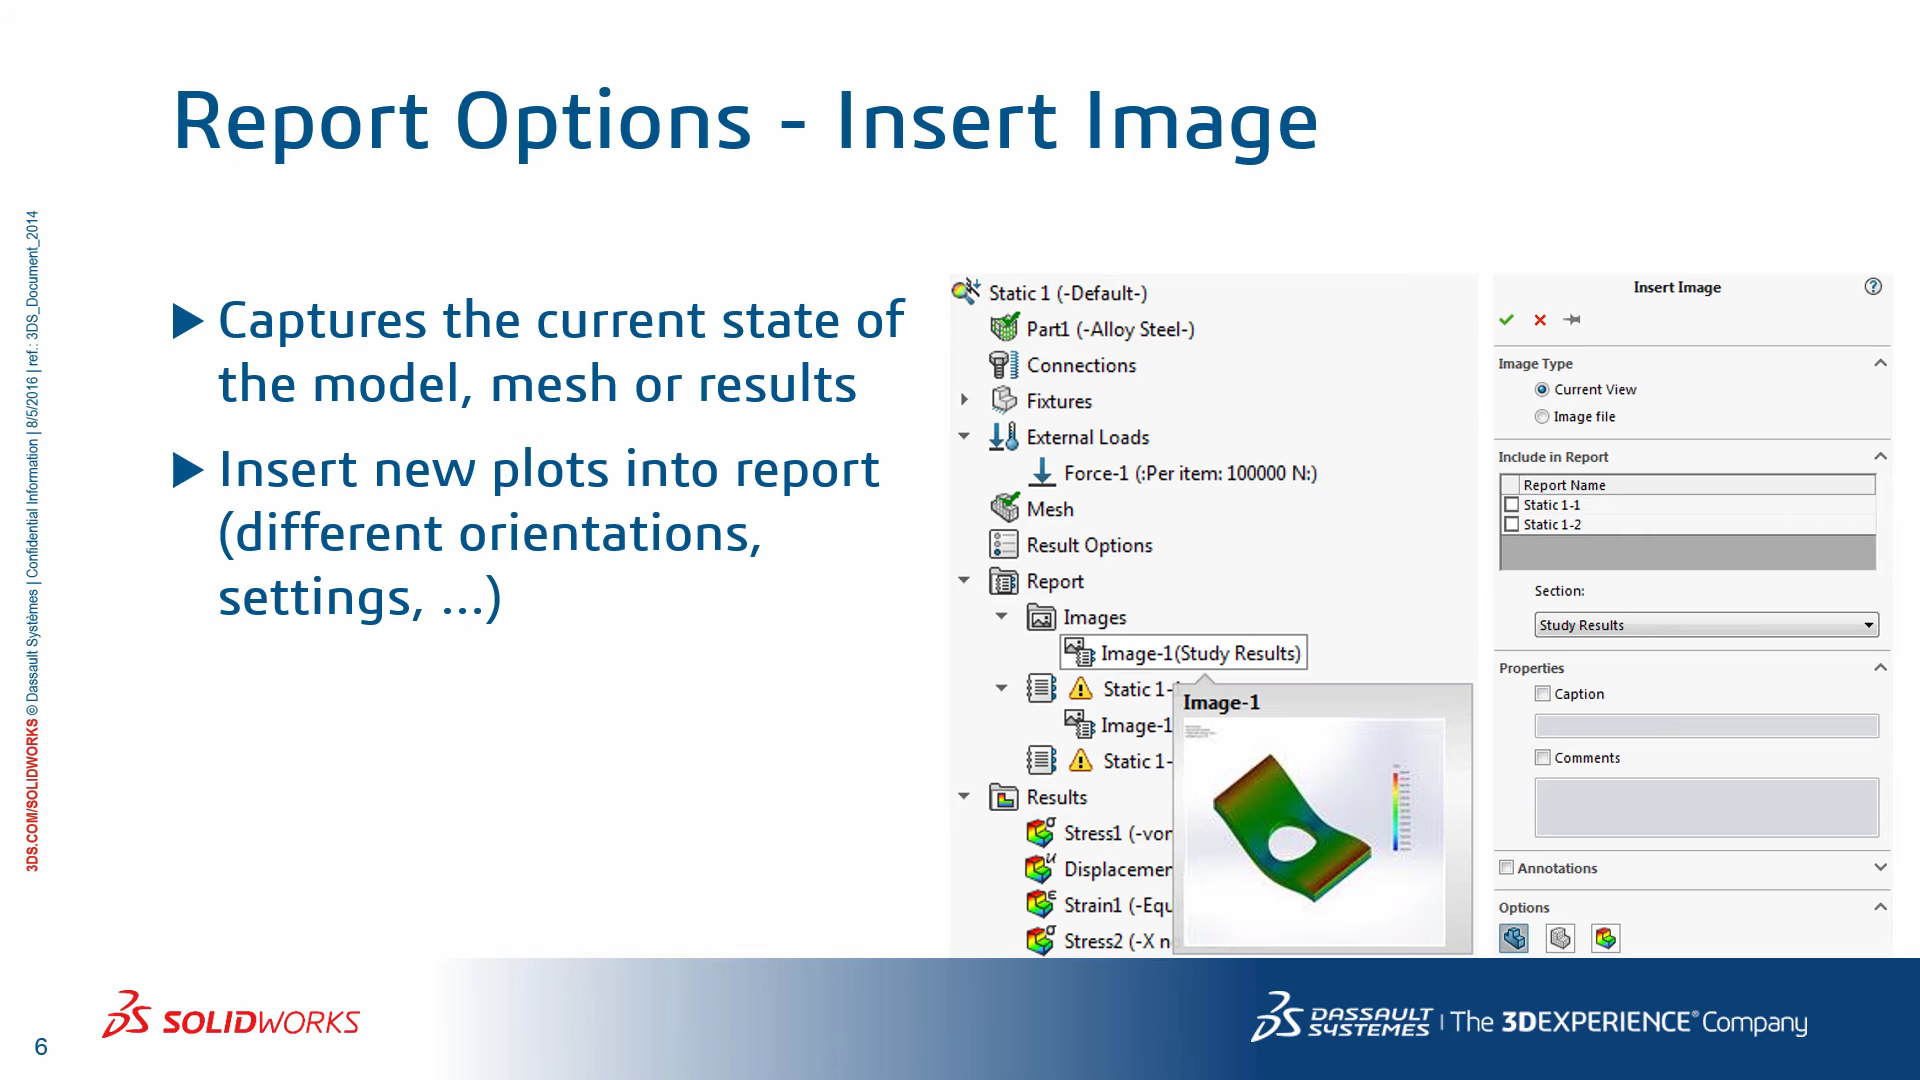 Report Options - Insert Image
▶ Captures the current state of
the model, mesh or results
▶ Insert new plots into report
(different orientations,
settings, ...)
3DS.COM/SOLIDWORKS © Dassault Systèmes | Confidential Information | 8/5/2016 | ref.: 3DS_Document_2014
Static 1 (-Default-)
Part1 (-Alloy Steel-)
Connections
Fixtures
External Loads
Force-1 (:Per item: 100000 N:)
Mesh
Result Options
Report
Images
Image-1(Study Results)
Static 1-
Image-1
Static 1-
Results
Stress1 (-vor
Displacemer
Strain1 (-Equ
Stress2 (-X n
Image-1
Insert Image
Image Type
Current View
Image file
Include in Report
Report Name
Static 1-1
Static 1-2
Section:
Study Results
Properties
Caption
Comments
Annotations
Options
SOLIDWORKS
DASSAULT SYSTEMES | The 3DEXPERIENCE® Company
6